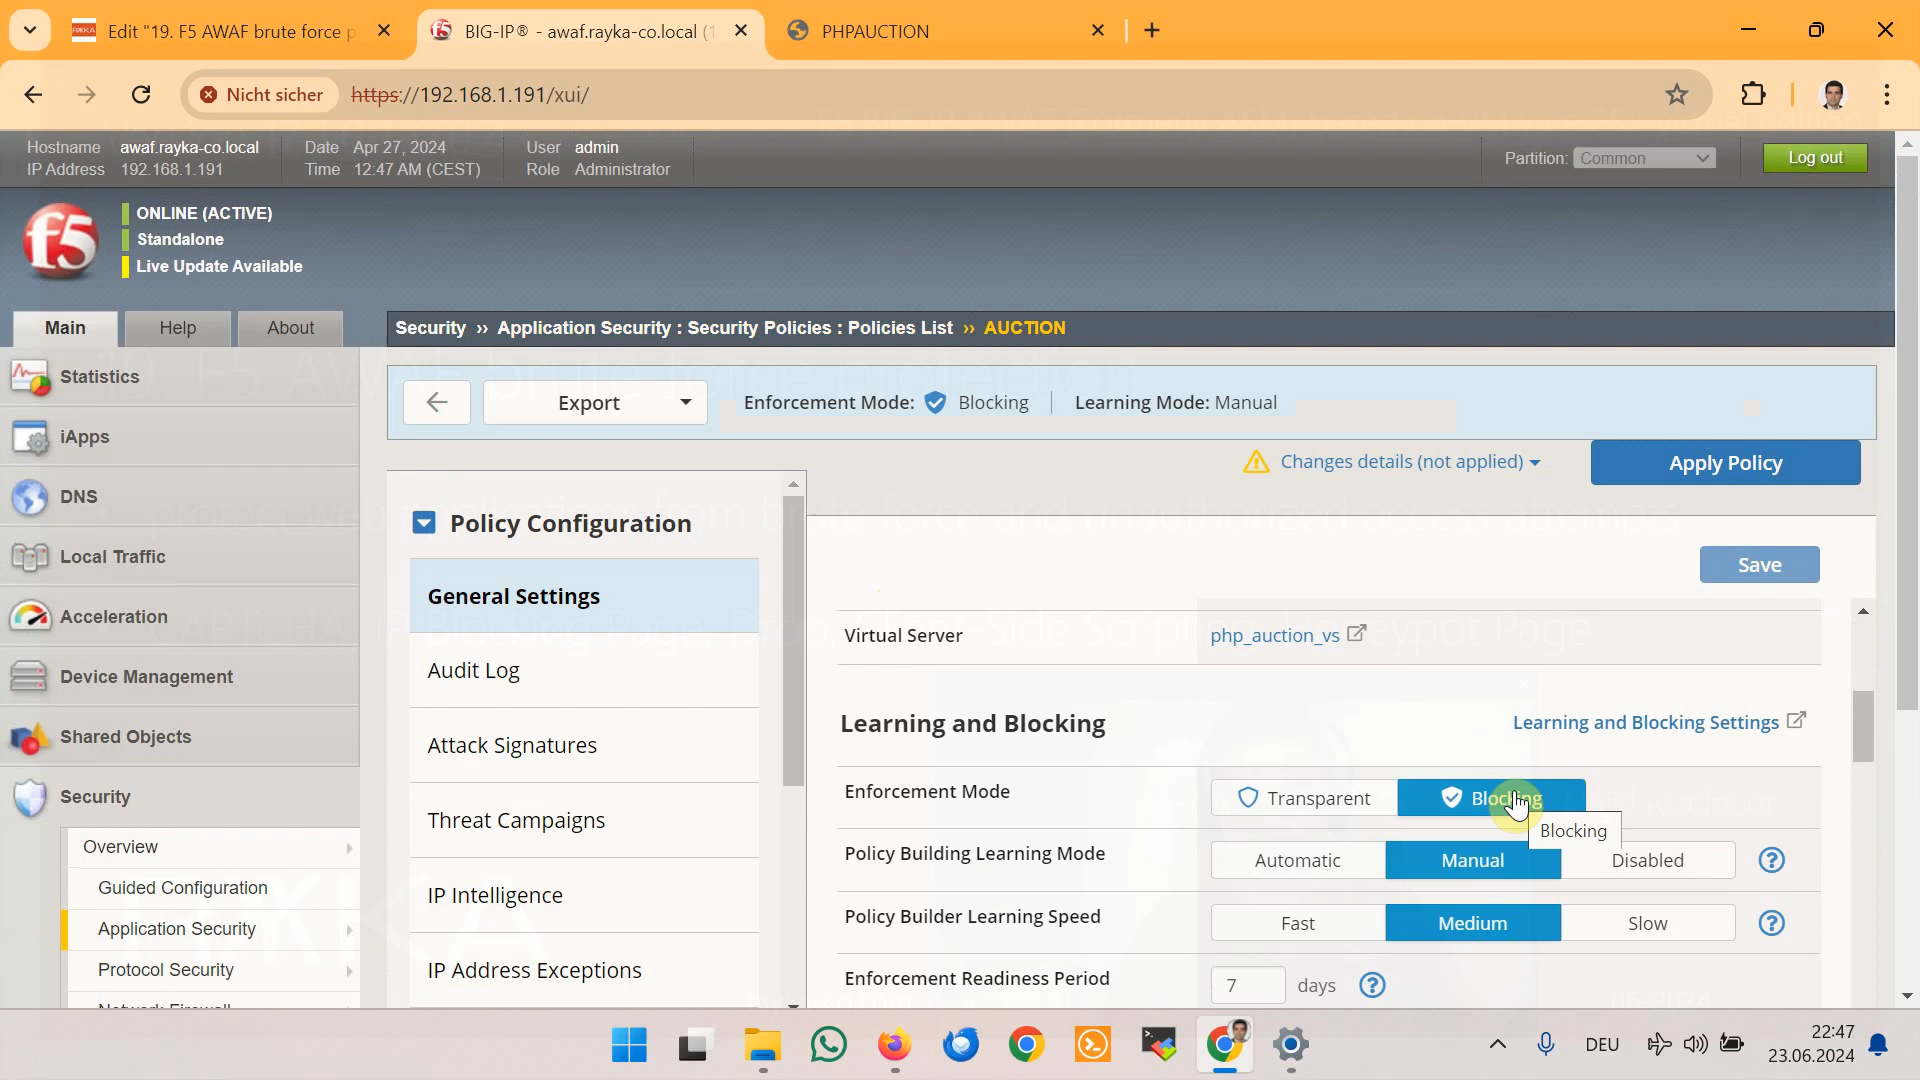 Edit "19. F5 AWAF brute force p
BIG-IP® - awaf.rayka-co.local (1
PHPAUCTION
Nicht sicher
https://192.168.1.191/xui/
Hostname awaf.rayka-co.local
IP Address 192.168.1.191
Date Apr 27, 2024
Time 12:47 AM (CEST)
User admin
Role Administrator
Partition: Common
Log out
f5
ONLINE (ACTIVE)
Standalone
Live Update Available
Main
Help
About
Security ›› Application Security : Security Policies : Policies List ›› AUCTION
Statistics
iApps
DNS
Local Traffic
Acceleration
Device Management
Shared Objects
Security
Overview
Guided Configuration
Application Security
Protocol Security
Network Firewall
Export
Enforcement Mode: Blocking
Learning Mode: Manual
Changes details (not applied)
Apply Policy
Policy Configuration
General Settings
Audit Log
Attack Signatures
Threat Campaigns
IP Intelligence
IP Address Exceptions
Save
Virtual Server php_auction_vs
Learning and Blocking
Learning and Blocking Settings
Enforcement Mode Transparent Blocking
Blocking
Policy Building Learning Mode Automatic Manual Disabled
Policy Builder Learning Speed Fast Medium Slow
Enforcement Readiness Period 7 days
DEU
22:47
23.06.2024